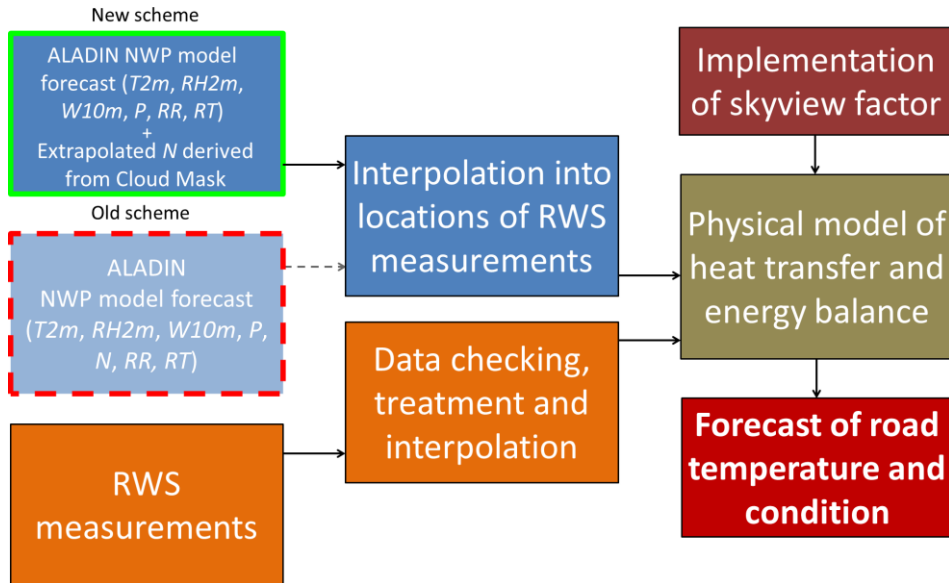 New scheme
ALADIN NWP model
forecast (T2m, RH2m,
W10m, P, RR, RT)
+
Extrapolated N derived
from Cloud Mask
Old scheme
ALADIN
NWP model forecast
(T2m, RH2m, W10m, P,
N, RR, RT)
RWS
measurements
Interpolation into
locations of RWS
measurements
Data checking,
treatment and
interpolation
Implementation
of skyview factor
Physical model of
heat transfer and
energy balance
Forecast of road
temperature and
condition